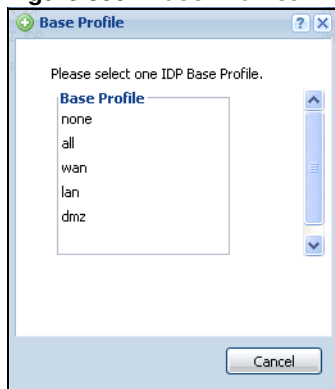 Base Profile
Please select one IDP Base Profile.
Base Profile
none
all
wan
lan
dmz
Cancel